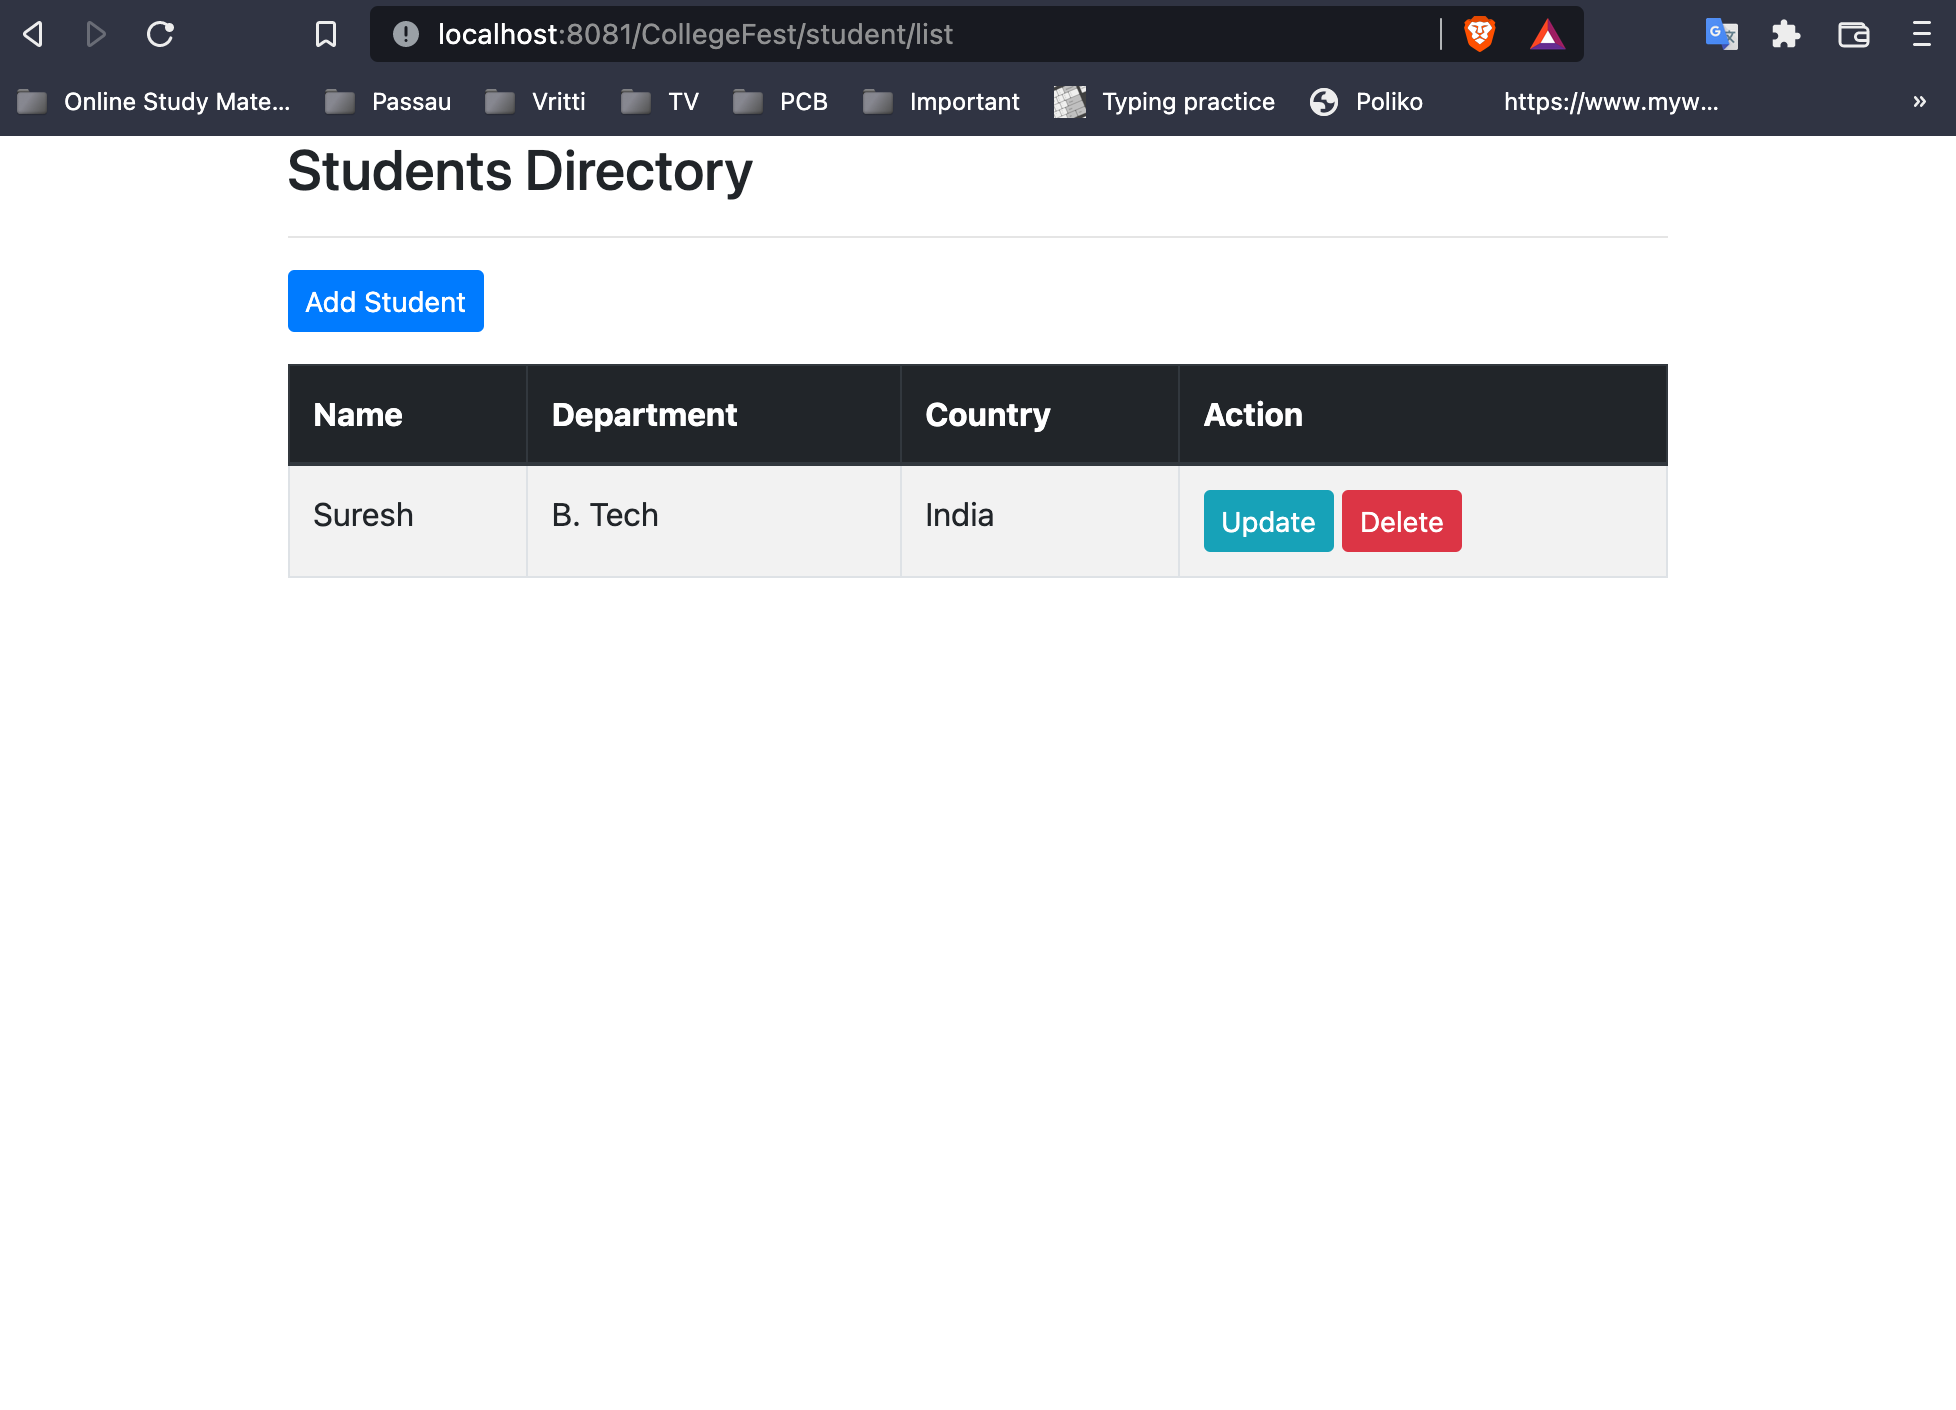 localhost:8081/CollegeFest/student/list
Online Study Mate... Passau Vritti TV PCB Important Typing practice Poliko https://www.myw... »
Students Directory
Add Student
Name Department Country Action
Suresh B. Tech India Update Delete